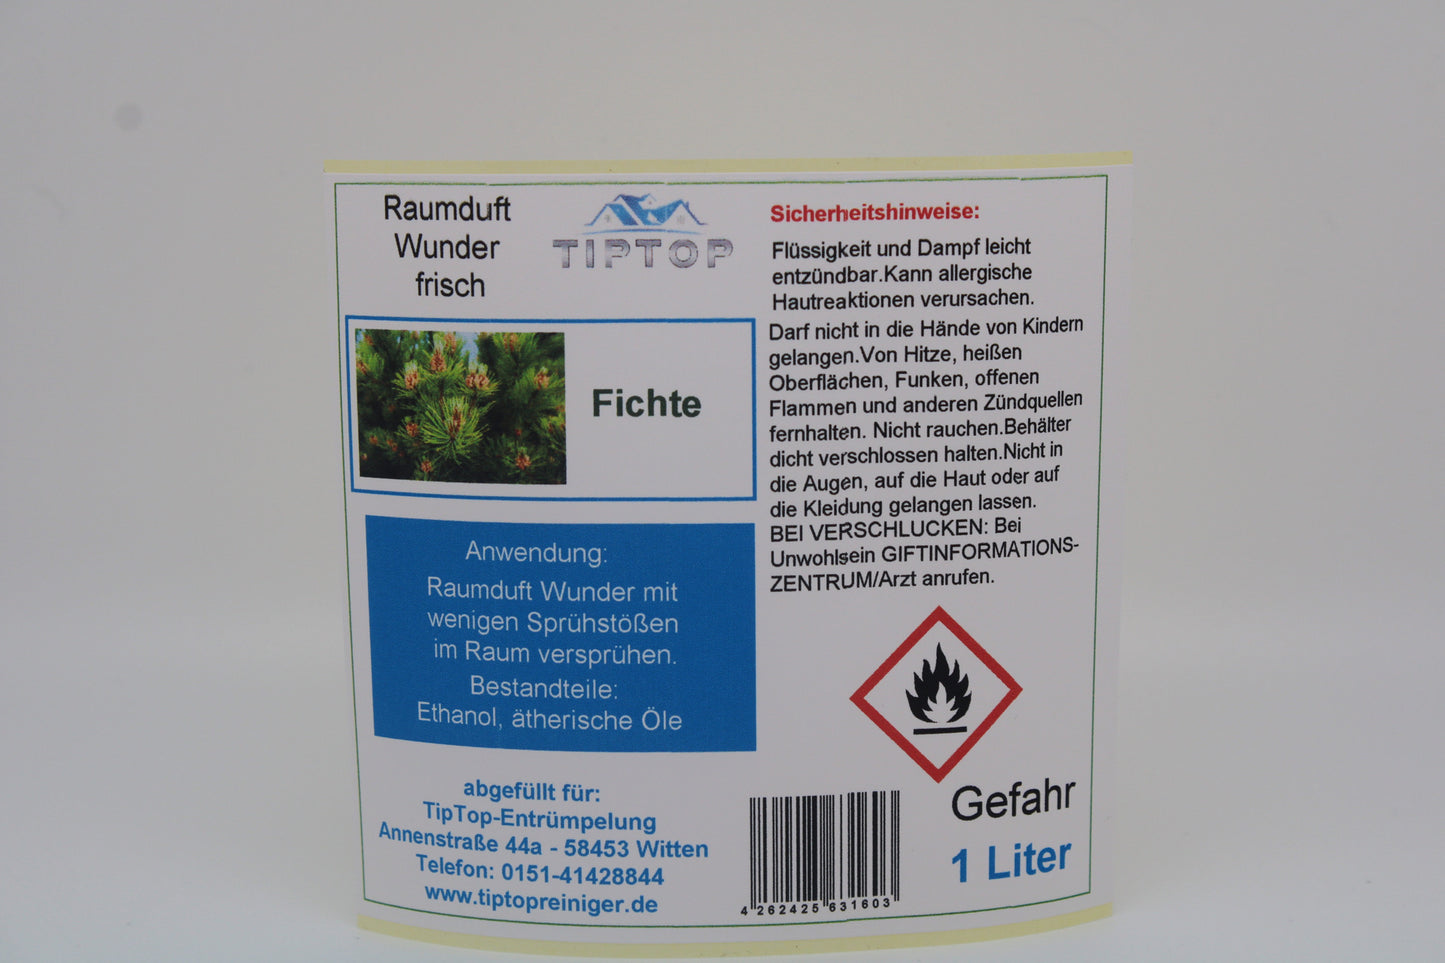 Raumduft
Wunder
frisch
TIPTOP
Fichte
Anwendung:
Raumduft Wunder mit
wenigen Sprühstößen
im Raum versprühen.
Bestandteile:
Ethanol, ätherische Öle
abgefüllt für:
TipTop-Entrümpelung
Annenstraße 44a - 58453 Witten
Telefon: 0151-41428844
www.tiptopreiniger.de
Sicherheitshinweise:
Flüssigkeit und Dampf leicht
entzündbar.Kann allergische
Hautreaktionen verursachen.
Darf nicht in die Hände von Kindern
gelangen.Von Hitze, heißen
Oberflächen, Funken, offenen
Flammen und anderen Zündquellen
fernhalten. Nicht rauchen.Behälter
dicht verschlossen halten.Nicht in
die Augen, auf die Haut oder auf
die Kleidung gelangen lassen.
BEI VERSCHLUCKEN: Bei
Unwohlsein GIFTINFORMATIONS-
ZENTRUM/Arzt anrufen.
Gefahr
1 Liter
4 262425 631603